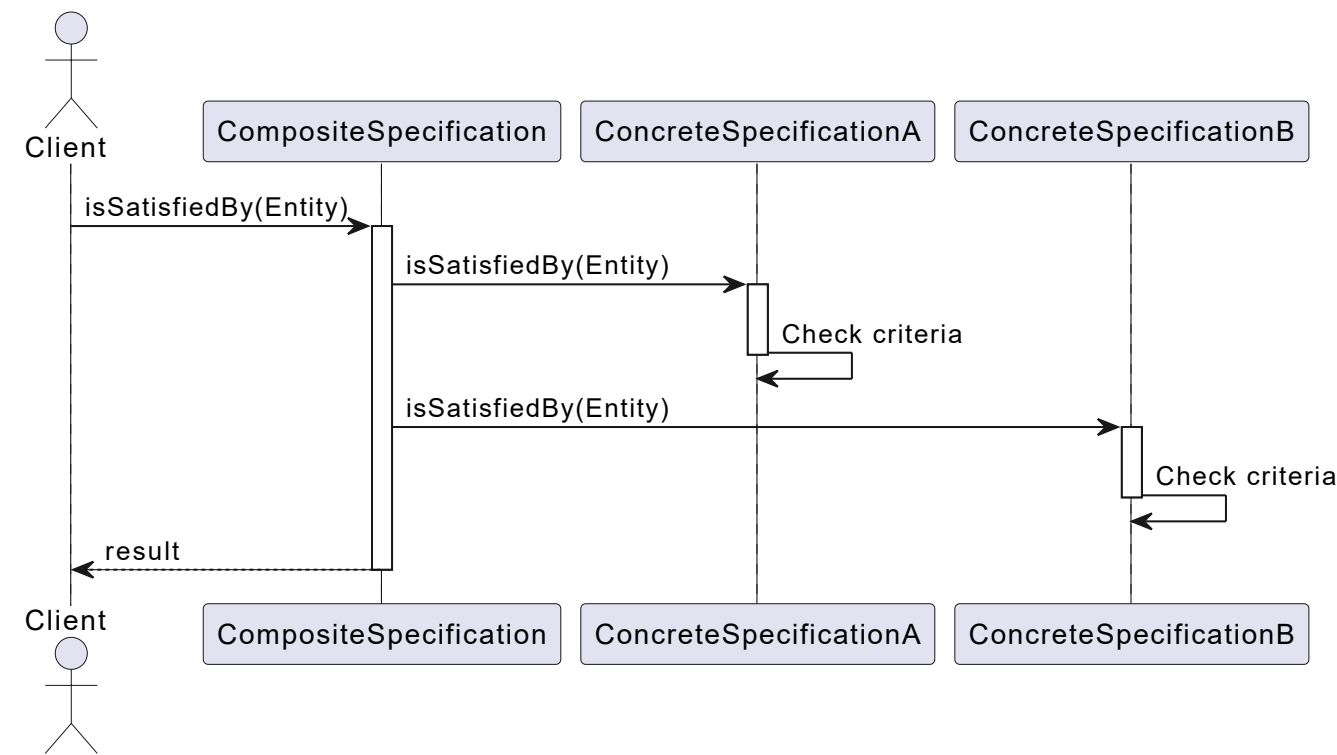 Client
CompositeSpecification
ConcreteSpecificationA
ConcreteSpecificationB
isSatisfiedBy(Entity)
isSatisfiedBy(Entity)
Check criteria
isSatisfiedBy(Entity)
Check criteria
result
Client
CompositeSpecification
ConcreteSpecificationA
ConcreteSpecificationB